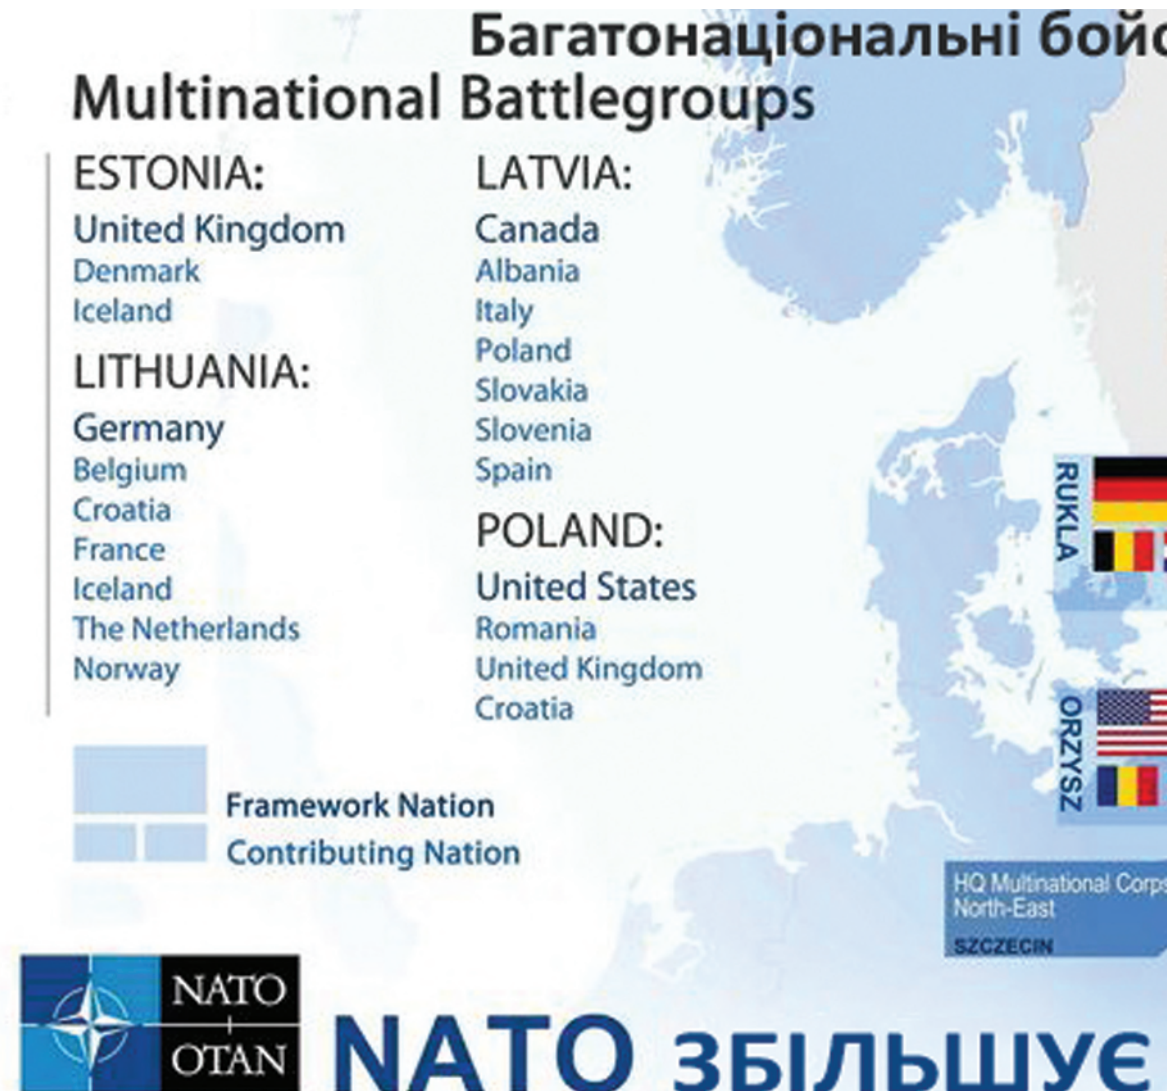 Багатонаціональні
Multinational Battlegroups
ESTONIA:
United Kingdom
Denmark
Iceland
LITHUANIA:
Germany
Belgium
Croatia
France
Iceland
The Netherlands
Norway
LATVIA:
Canada
Albania
Italy
Poland
Slovakia
Slovenia
Spain
POLAND:
United States
Romania
United Kingdom
Croatia
Framework Nation
Contributing Nation
RUKLA
ORZYSZ
HQ Multinational Corps
North-East
SZCZECIN
NATO
OTAN
NATO ЗБІЛЬШУЄ